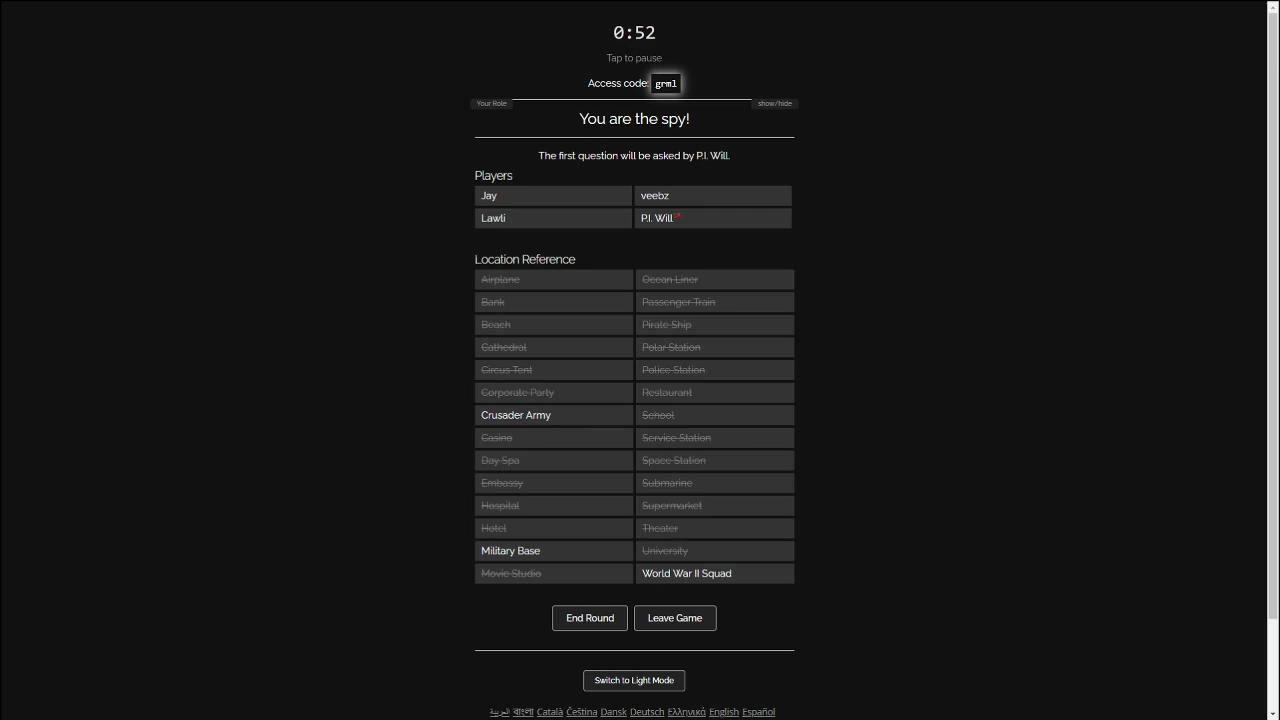 0:52
Tap to pause
Access code: grml
Your Role show/hide
You are the spy!
The first question will be asked by P.I. Will.
Players
Jay veebz
Lawli P.I. Will
Location Reference
Airplane Ocean Liner
Bank Passenger Train
Beach Pirate Ship
Cathedral Polar Station
Circus Tent Police Station
Corporate Party Restaurant
Crusader Army School
Casino Service Station
Day Spa Space Station
Embassy Submarine
Hospital Supermarket
Hotel Theater
Military Base University
Movie Studio World War II Squad
End Round Leave Game
Switch to Light Mode
العربية বাংলা Català Čeština Dansk Deutsch Ελληνικά English Español